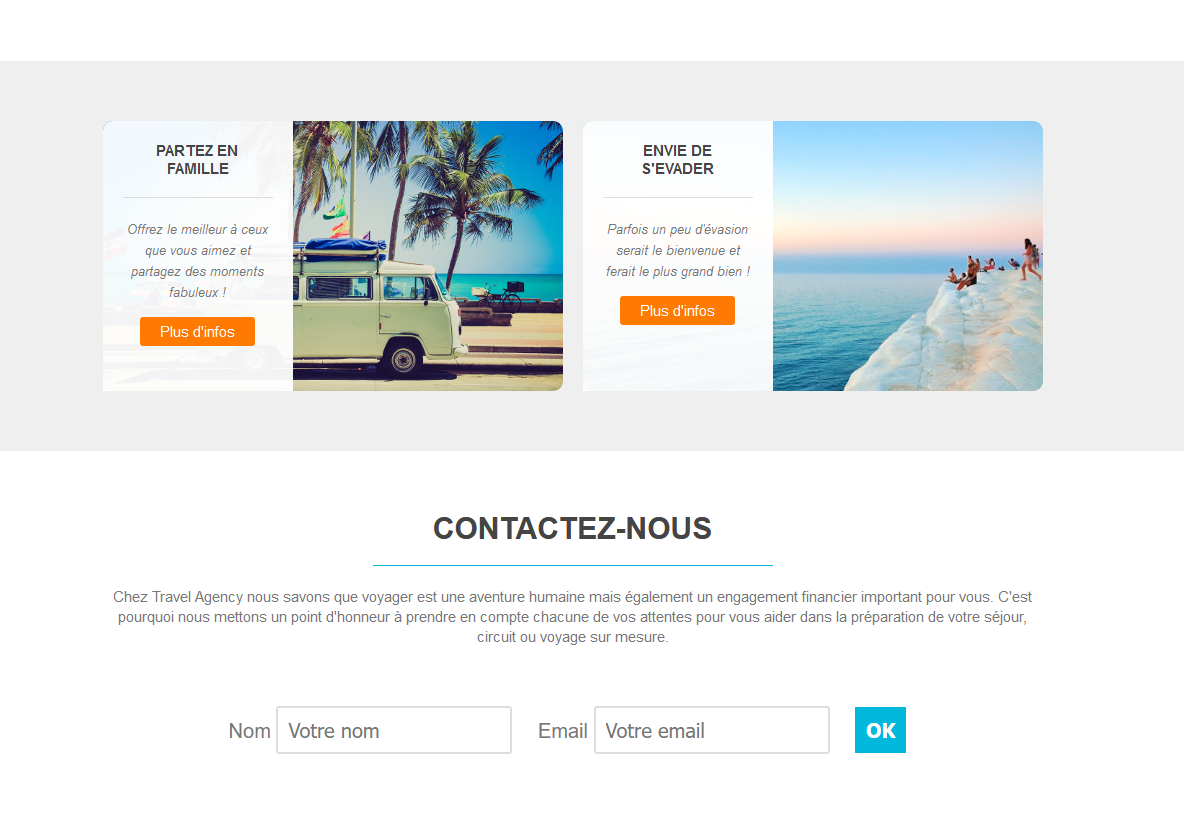 PARTEZ EN
FAMILLE
Offrez le meilleur à ceux
que vous aimez et
partagez des moments
fabuleux !
Plus d'infos
ENVIE DE
S'EVADER
Parfois un peu d'évasion
serait le bienvenue et
ferait le plus grand bien !
Plus d'infos
CONTACTEZ-NOUS
Chez Travel Agency nous savons que voyager est une aventure humaine mais également un engagement financier important pour vous. C'est
pourquoi nous mettons un point d'honneur à prendre en compte chacune de vos attentes pour vous aider dans la préparation de votre séjour,
circuit ou voyage sur mesure.
Nom Votre nom Email Votre email OK